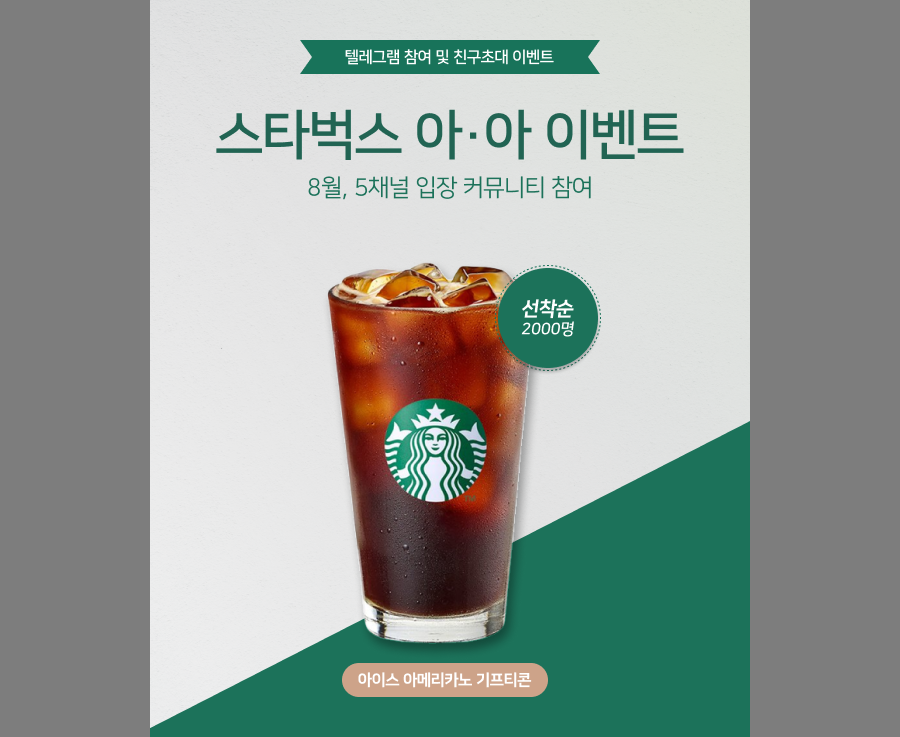 텔레그램 참여 및 친구초대 이벤트
스타벅스 아·아 이벤트
8월, 5채널 입장 커뮤니티 참여
선착순
2000명
아이스 아메리카노 기프티콘